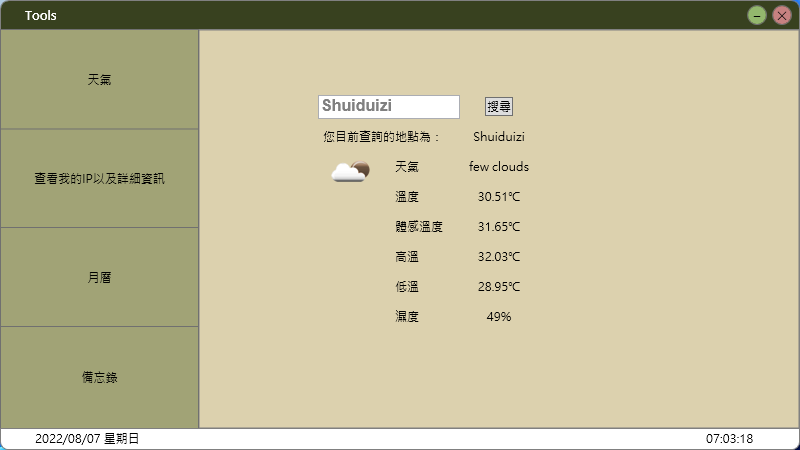 Tools
天氣
查看我的IP以及詳細資訊
月曆
備忘錄
Shuiduizi 搜尋
您目前查詢的地點為： Shuiduizi
天氣 few clouds
溫度 30.51℃
體感溫度 31.65℃
高溫 32.03℃
低溫 28.95℃
濕度 49%
2022/08/07 星期日 07:03:18